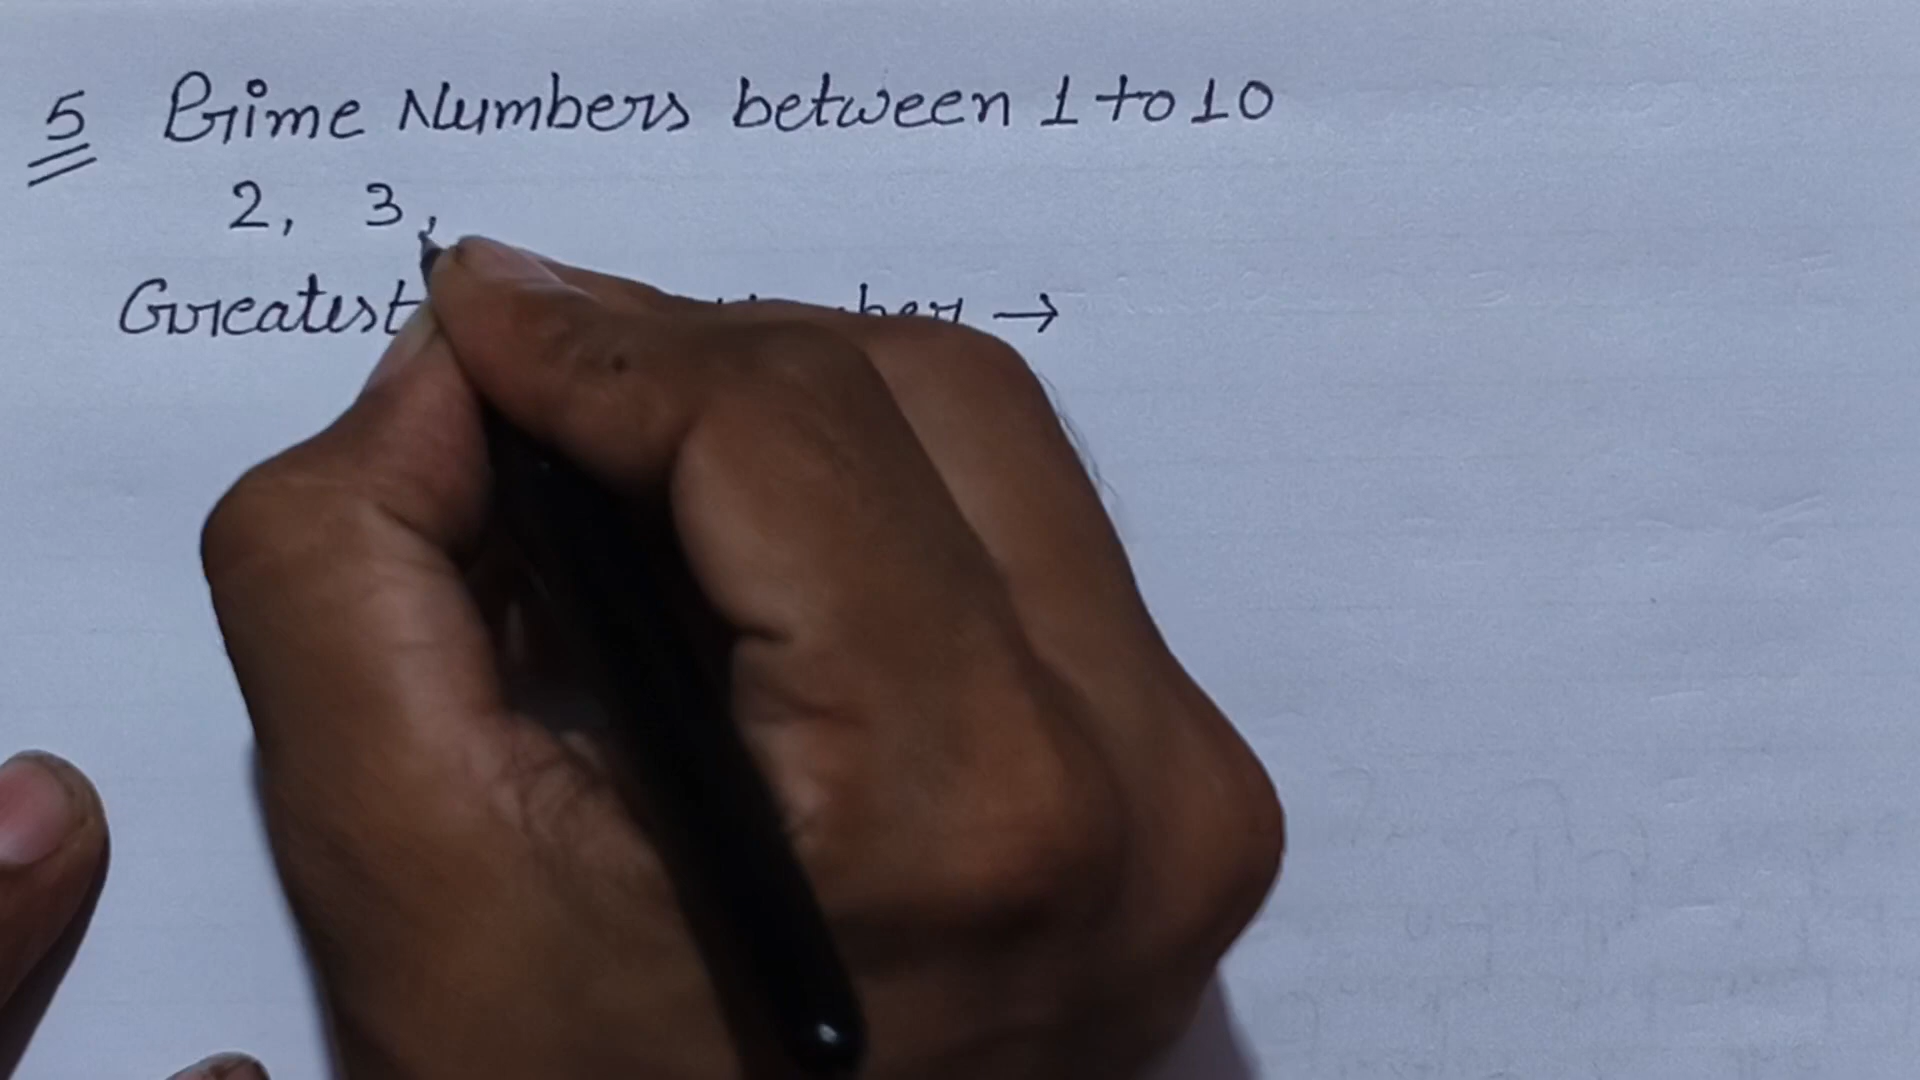 5 Prime Numbers between 1 to 10
2, 3,
Greatest →